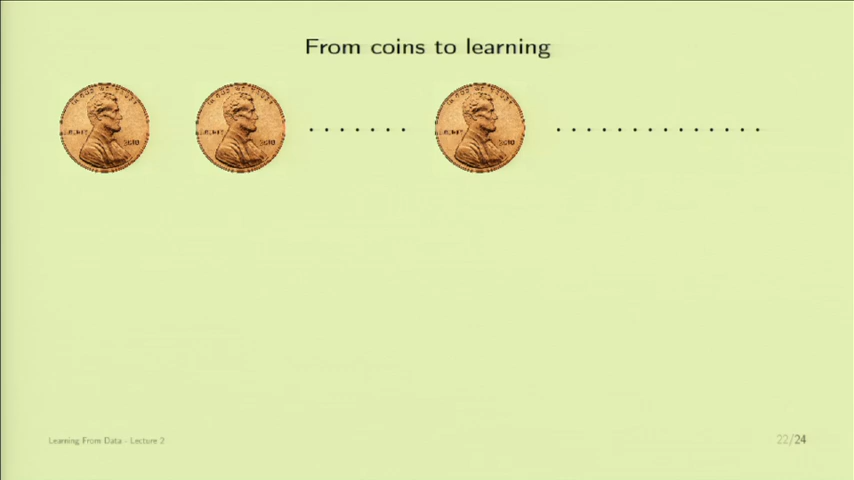 From coins to learning
Learning From Data - Lecture 2
22/24